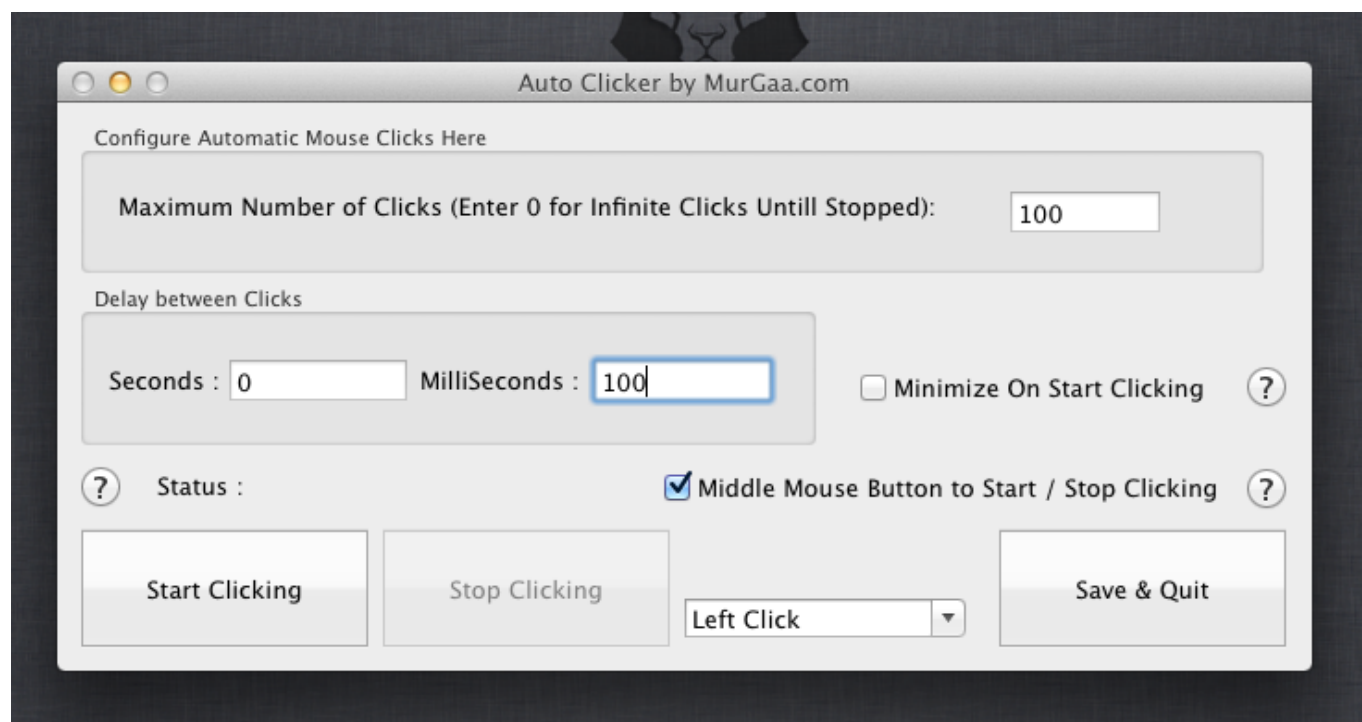 Auto Clicker by MurGaa.com
Configure Automatic Mouse Clicks Here
Maximum Number of Clicks (Enter 0 for Infinite Clicks Untill Stopped): 100
Delay between Clicks
Seconds : 0 MilliSeconds : 100
Minimize On Start Clicking ?
? Status :
Middle Mouse Button to Start / Stop Clicking ?
Start Clicking
Stop Clicking
Left Click
Save & Quit